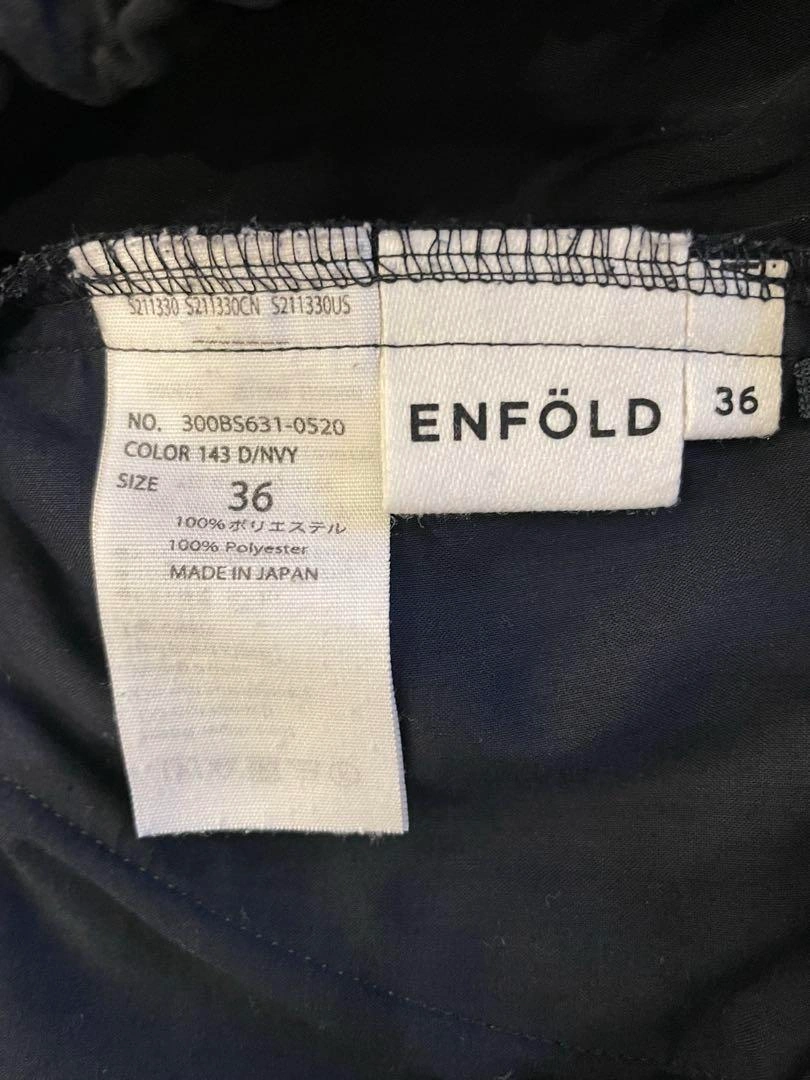 S211330 S211330CN S211330US
NO. 300BS631-0520
COLOR 143 D/NVY
SIZE 36
100%ポリエステル
100% Polyester
MADE IN JAPAN
ENFÖLD
36